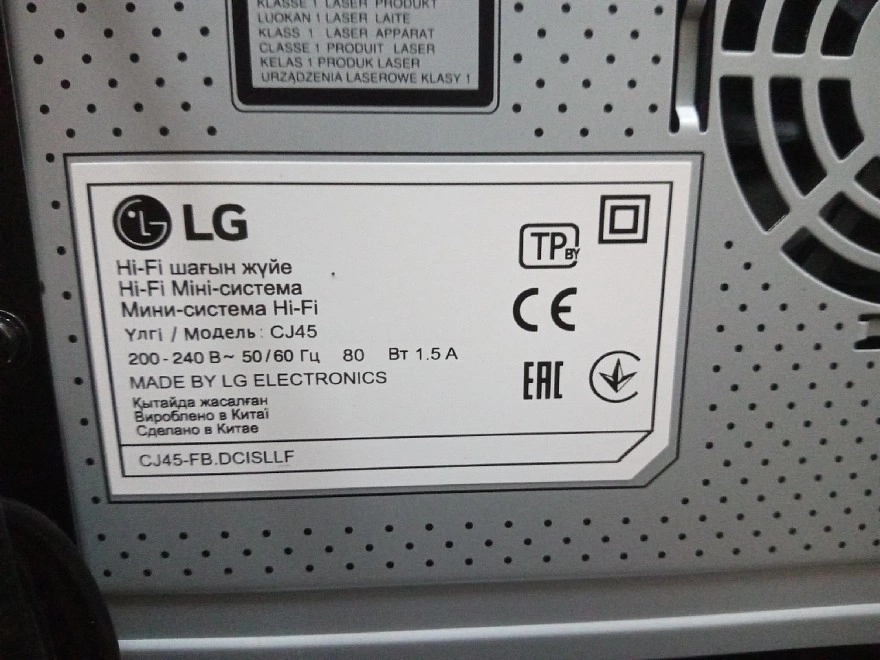 KLASSE 1 LASER PRODUKT
LUOKAN 1 LASER LAITE
KLASS 1 LASER APPARAT
CLASSE 1 PRODUIT LASER
KELAS 1 PRODUK LASER
URZĄDZENIA LASEROWE KLASY 1
LG
Hi-Fi шағын жүйе
Hi-Fi Міні-система
Мини-система Hi-Fi
Үлгі / Модель : CJ45
200 - 240 В~ 50/60 Гц 80 Вт 1.5 A
MADE BY LG ELECTRONICS
Қытайда жасалған
Вироблено в Китаї
Сделано в Китае
CJ45-FB.DCISLLF
TP BY
CE
EAC